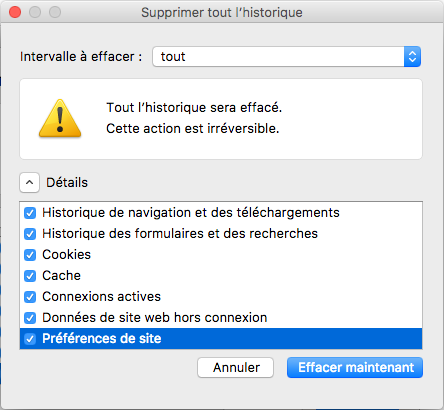 Supprimer tout l’historique
Intervalle à effacer : tout
Tout l’historique sera effacé.
Cette action est irréversible.
Détails
Historique de navigation et des téléchargements
Historique des formulaires et des recherches
Cookies
Cache
Connexions actives
Données de site web hors connexion
Préférences de site
Annuler Effacer maintenant